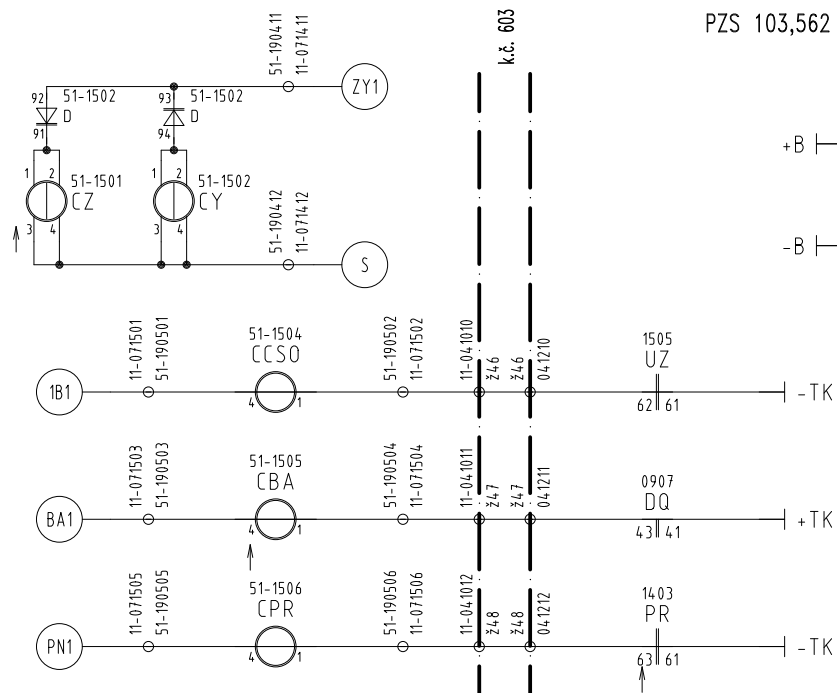 PZS 103,562
k.č. 603
51-190411
11-071411
ZY1
92
51-1502
D
91
93
51-1502
D
94
+B
1
2
51-1501
CZ
3
4
1
2
51-1502
CY
3
4
51-190412
11-071412
S
-B
1B1
11-071501
51-190501
51-1504
CCSO
4
1
51-190502
11-071502
11-041010
ž46
ž46
041210
1505
UZ
62
61
-TK
BA1
11-071503
51-190503
51-1505
CBA
4
1
51-190504
11-071504
11-041011
ž47
ž47
041211
0907
DQ
43
41
+TK
PN1
11-071505
51-190505
51-1506
CPR
4
1
51-190506
11-071506
11-041012
ž48
ž48
041212
1403
PR
63
61
-TK